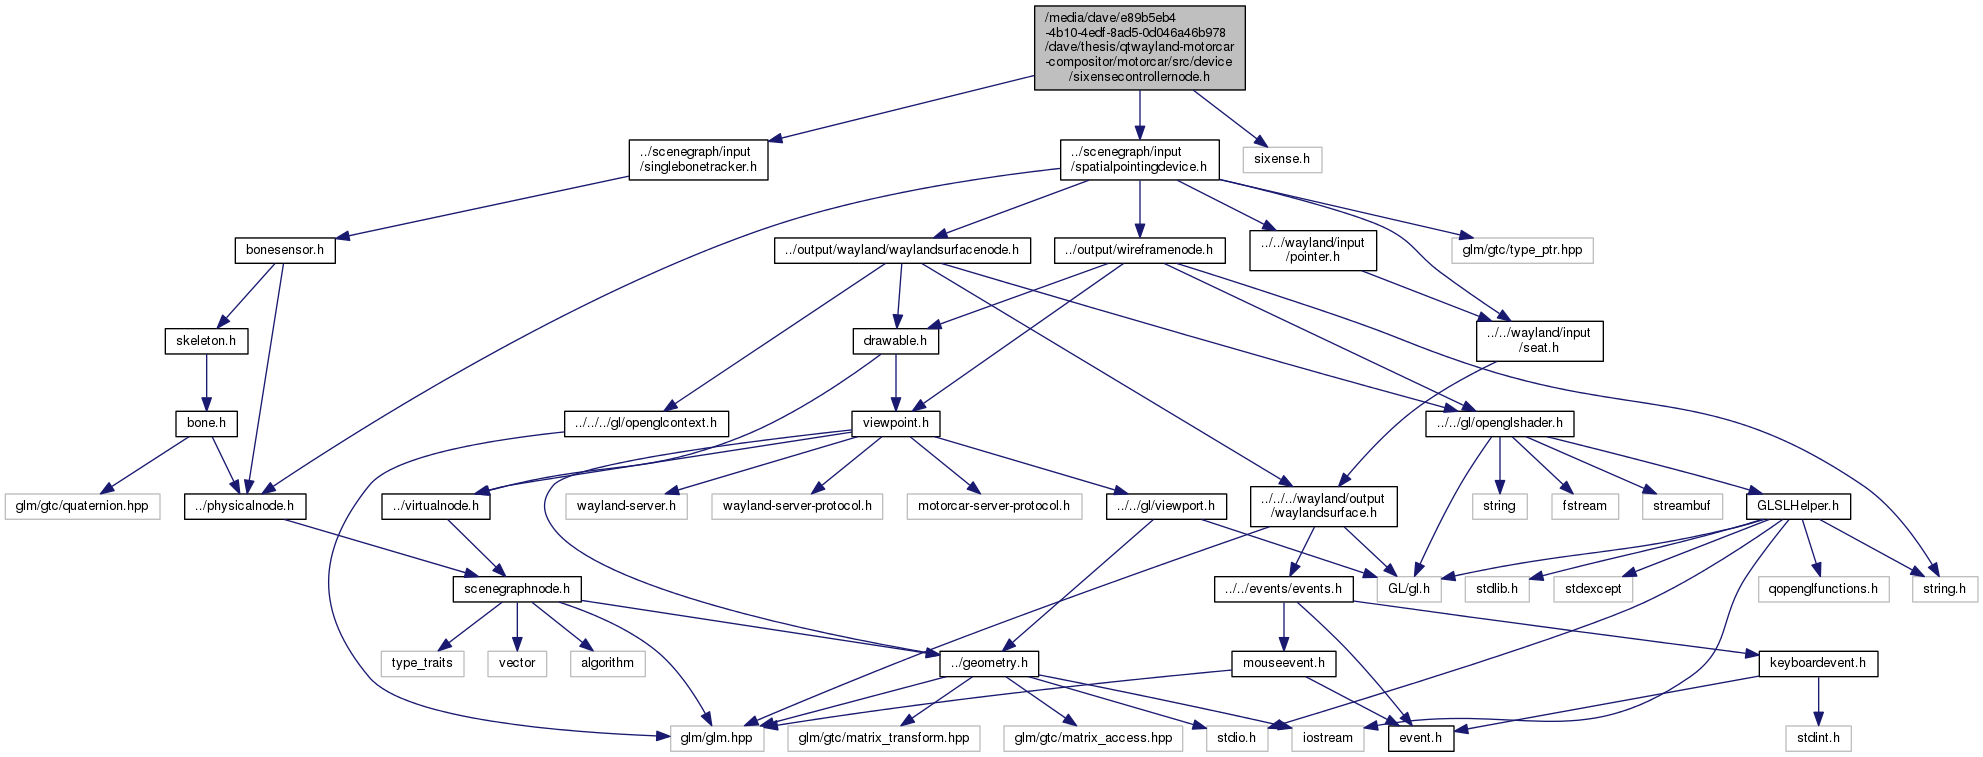 /media/dave/e89b5eb4
-4b10-4edf-8ad5-0d046a46b978
/dave/thesis/qtwayland-motorcar
-compositor/motorcar/src/device
/sixensecontrollernode.h
../scenegraph/input
/singlebonetracker.h
../scenegraph/input
/spatialpointingdevice.h
sixense.h
bonesensor.h
../output/wayland/waylandsurfacenode.h
../output/wireframenode.h
../../wayland/input
/pointer.h
glm/gtc/type_ptr.hpp
skeleton.h
drawable.h
../../wayland/input
/seat.h
bone.h
../../../gl/openglcontext.h
viewpoint.h
../../gl/openglshader.h
glm/gtc/quaternion.hpp
../physicalnode.h
../virtualnode.h
wayland-server.h
wayland-server-protocol.h
motorcar-server-protocol.h
../../gl/viewport.h
../../../wayland/output
/waylandsurface.h
string
fstream
streambuf
GLSLHelper.h
scenegraphnode.h
../../events/events.h
GL/gl.h
stdlib.h
stdexcept
qopenglfunctions.h
string.h
type_traits
vector
algorithm
../geometry.h
mouseevent.h
keyboardevent.h
glm/glm.hpp
glm/gtc/matrix_transform.hpp
glm/gtc/matrix_access.hpp
stdio.h
iostream
event.h
stdint.h